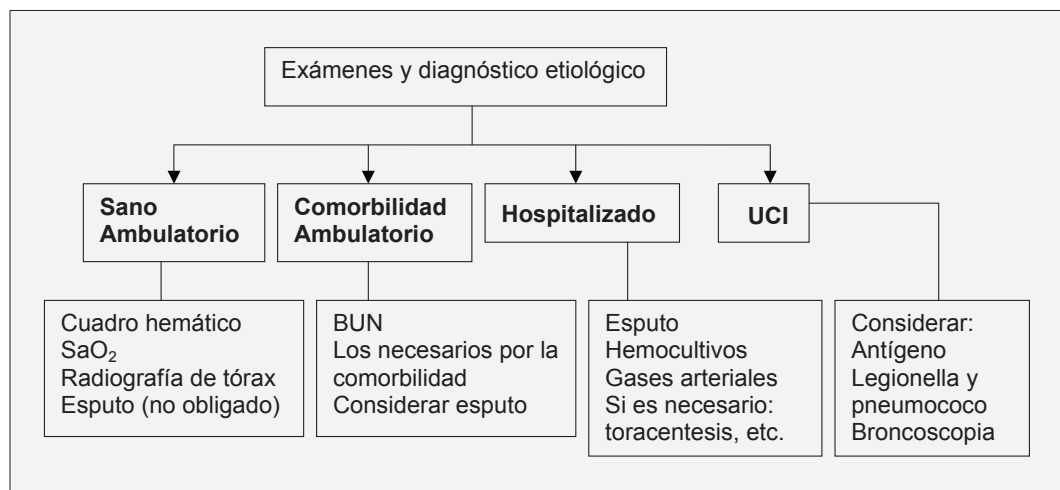 Exámenes y diagnóstico etiológico
Sano
Ambulatorio
Comorbilidad
Ambulatorio
Hospitalizado
UCI
Cuadro hemático
SaO₂
Radiografía de tórax
Esputo (no obligado)
BUN
Los necesarios por la
comorbilidad
Considerar esputo
Esputo
Hemocultivos
Gases arteriales
Si es necesario:
toracentesis, etc.
Considerar:
Antígeno
Legionella y
pneumococo
Broncoscopia